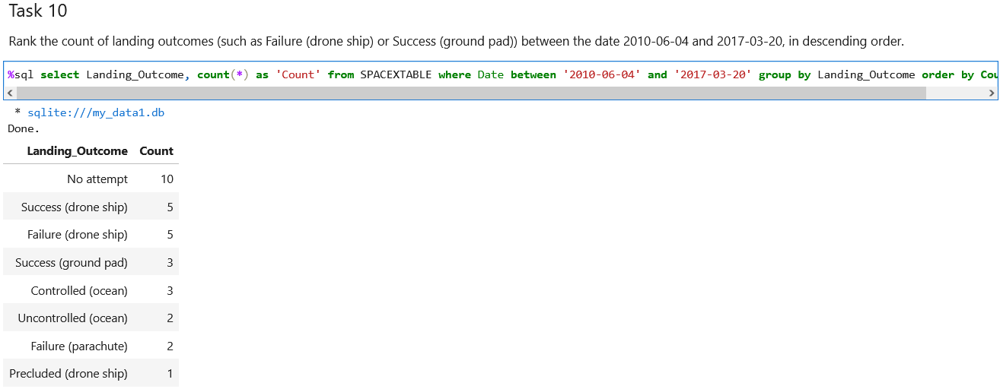 Task 10
Rank the count of landing outcomes (such as Failure (drone ship) or Success (ground pad)) between the date 2010-06-04 and 2017-03-20, in descending order.
%sql select Landing_Outcome, count(*) as 'Count' from SPACEXTABLE where Date between '2010-06-04' and '2017-03-20' group by Landing_Outcome order by Cou
* sqlite:///my_data1.db
Done.
Landing_Outcome Count
No attempt 10
Success (drone ship) 5
Failure (drone ship) 5
Success (ground pad) 3
Controlled (ocean) 3
Uncontrolled (ocean) 2
Failure (parachute) 2
Precluded (drone ship) 1